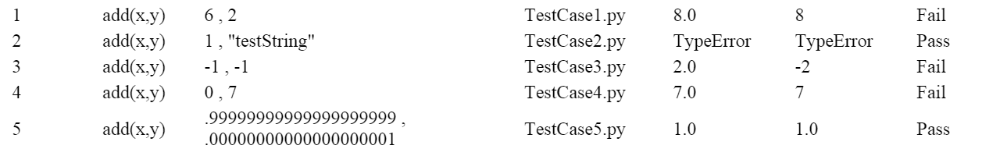 1 add(x,y) 6 , 2 TestCase1.py 8.0 8 Fail
2 add(x,y) 1 , "testString" TestCase2.py TypeError TypeError Pass
3 add(x,y) -1 , -1 TestCase3.py 2.0 -2 Fail
4 add(x,y) 0 , 7 TestCase4.py 7.0 7 Fail
5 add(x,y) .99999999999999999999 , TestCase5.py 1.0 1.0 Pass
.00000000000000000001